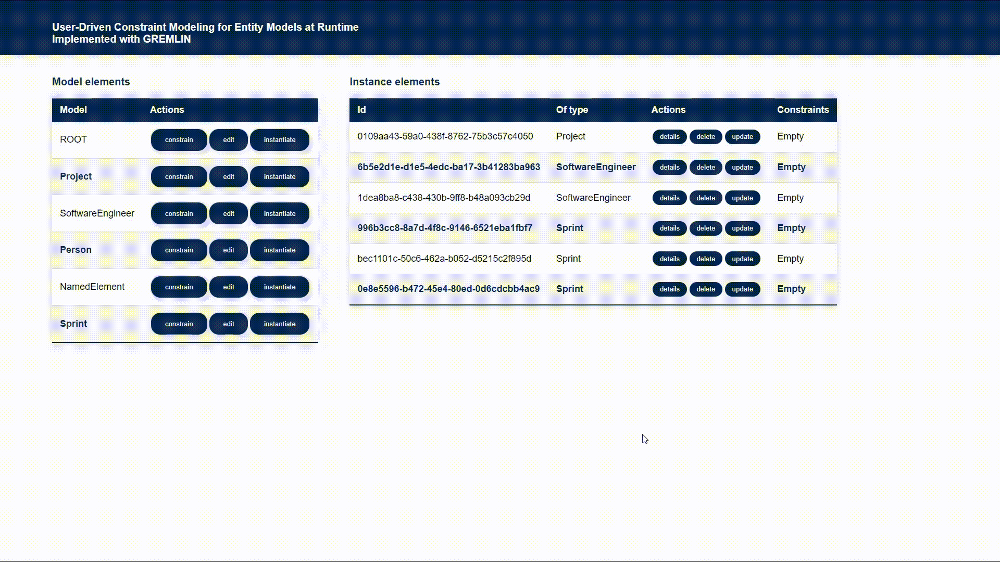 User-Driven Constraint Modeling for Entity Models at Runtime
Implemented with GREMLIN
Model elements
Model Actions
ROOT constrain edit instantiate
Project constrain edit instantiate
SoftwareEngineer constrain edit instantiate
Person constrain edit instantiate
NamedElement constrain edit instantiate
Sprint constrain edit instantiate
Instance elements
Id Of type Actions Constraints
0109aa43-59a0-438f-8762-75b3c57c4050 Project details delete update Empty
6b5e2d1e-d1e5-4edc-ba17-3b41283ba963 SoftwareEngineer details delete update Empty
1dea8ba8-c438-430b-9ff8-b48a093cb29d SoftwareEngineer details delete update Empty
996b3cc8-8a7d-4f8c-9146-6521eba1fbf7 Sprint details delete update Empty
bec1101c-50c6-462a-b052-d5215c2f895d Sprint details delete update Empty
0e8e5596-b472-45e4-80ed-0d6cdcbb4ac9 Sprint details delete update Empty